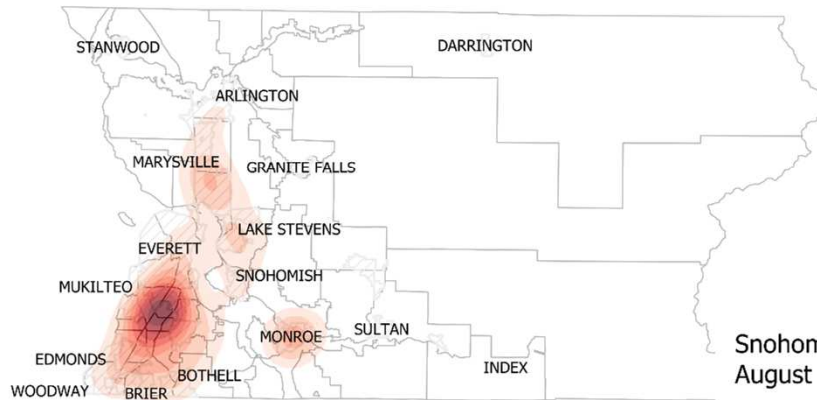 STANWOOD
DARRINGTON
ARLINGTON
MARYSVILLE
GRANITE FALLS
LAKE STEVENS
EVERETT
SNOHOMISH
MUKILTEO
SULTAN
MONROE
Snohom
August
EDMONDS
INDEX
BOTHELL
WOODWAY
BRIER